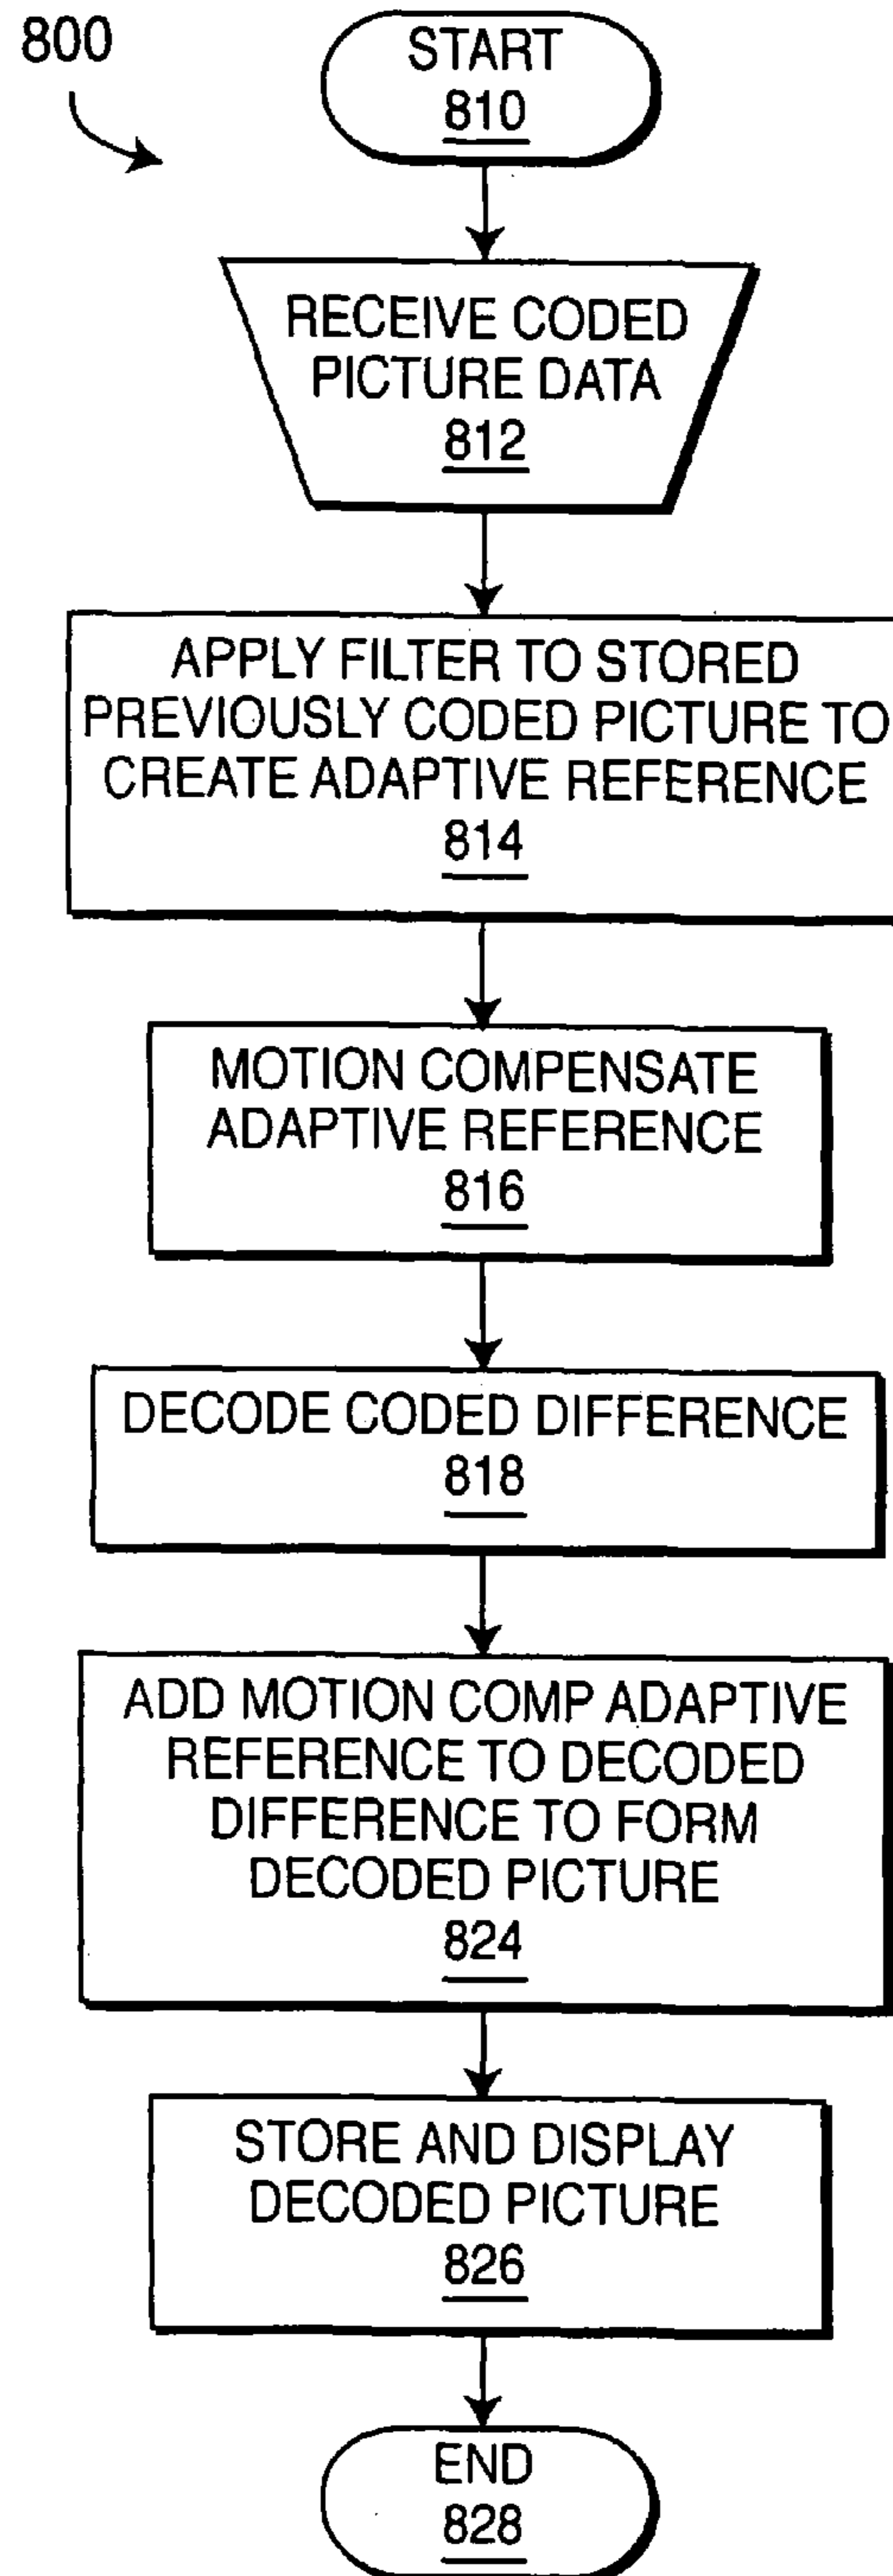 800
START
810
RECEIVE CODED
PICTURE DATA
812
APPLY FILTER TO STORED
PREVIOUSLY CODED PICTURE TO
CREATE ADAPTIVE REFERENCE
814
MOTION COMPENSATE
ADAPTIVE REFERENCE
816
DECODE CODED DIFFERENCE
818
ADD MOTION COMP ADAPTIVE
REFERENCE TO DECODED
DIFFERENCE TO FORM
DECODED PICTURE
824
STORE AND DISPLAY
DECODED PICTURE
826
END
828